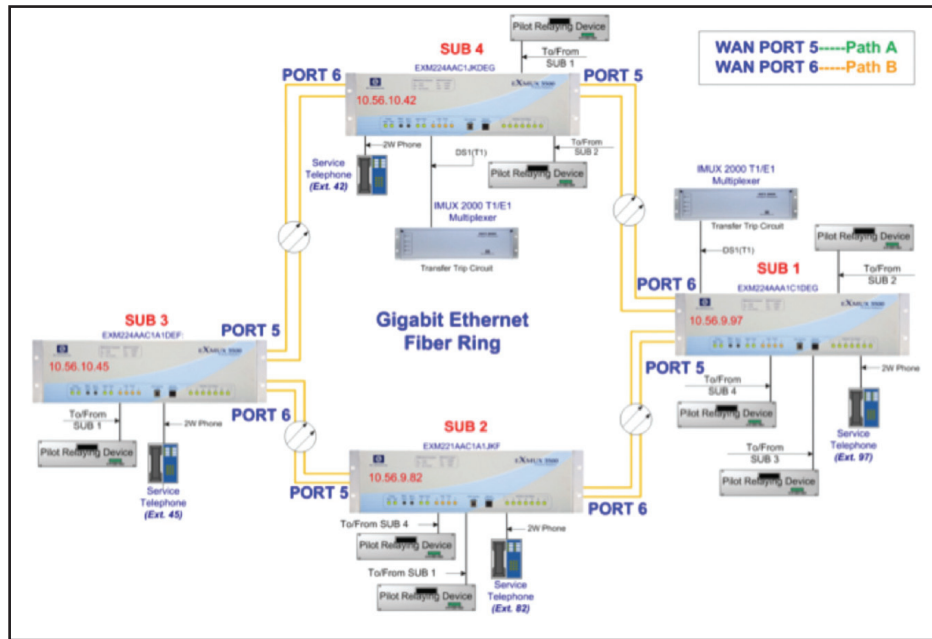 Pilot Relaying Device
To/From
SUB 1
WAN PORT 5-----Path A
WAN PORT 6-----Path B
SUB 4
EXM224AAC1JKDEG
PORT 6
PORT 5
10.56.10.42
eXMUX 3500
2W Phone
Service
Telephone
(Ext. 42)
DS1(T1)
To/From
SUB 2
Pilot Relaying Device
IMUX 2000 T1/E1
Multiplexer
Transfer Trip Circuit
IMUX 2000 T1/E1
Multiplexer
Transfer Trip Circuit
DS1(T1)
Pilot Relaying Device
To/From
SUB 2
SUB 1
EXM224AAA1C1DEG
PORT 6
10.56.9.97
eXMUX 3500
PORT 5
To/From
SUB 4
Pilot Relaying Device
To/From
SUB 3
Pilot Relaying Device
2W Phone
Service
Telephone
(Ext. 97)
Gigabit Ethernet
Fiber Ring
SUB 3
EXM224AAC1A1DEF
PORT 5
10.56.10.45
eXMUX 3500
PORT 6
To/From
SUB 1
Pilot Relaying Device
2W Phone
Service
Telephone
(Ext. 45)
SUB 2
EXM221AAC1A1JKF
10.56.9.82
eXMUX 3500
PORT 5
PORT 6
To/From SUB 4
Pilot Relaying Device
To/From SUB 1
Pilot Relaying Device
2W Phone
Service
Telephone
(Ext. 82)